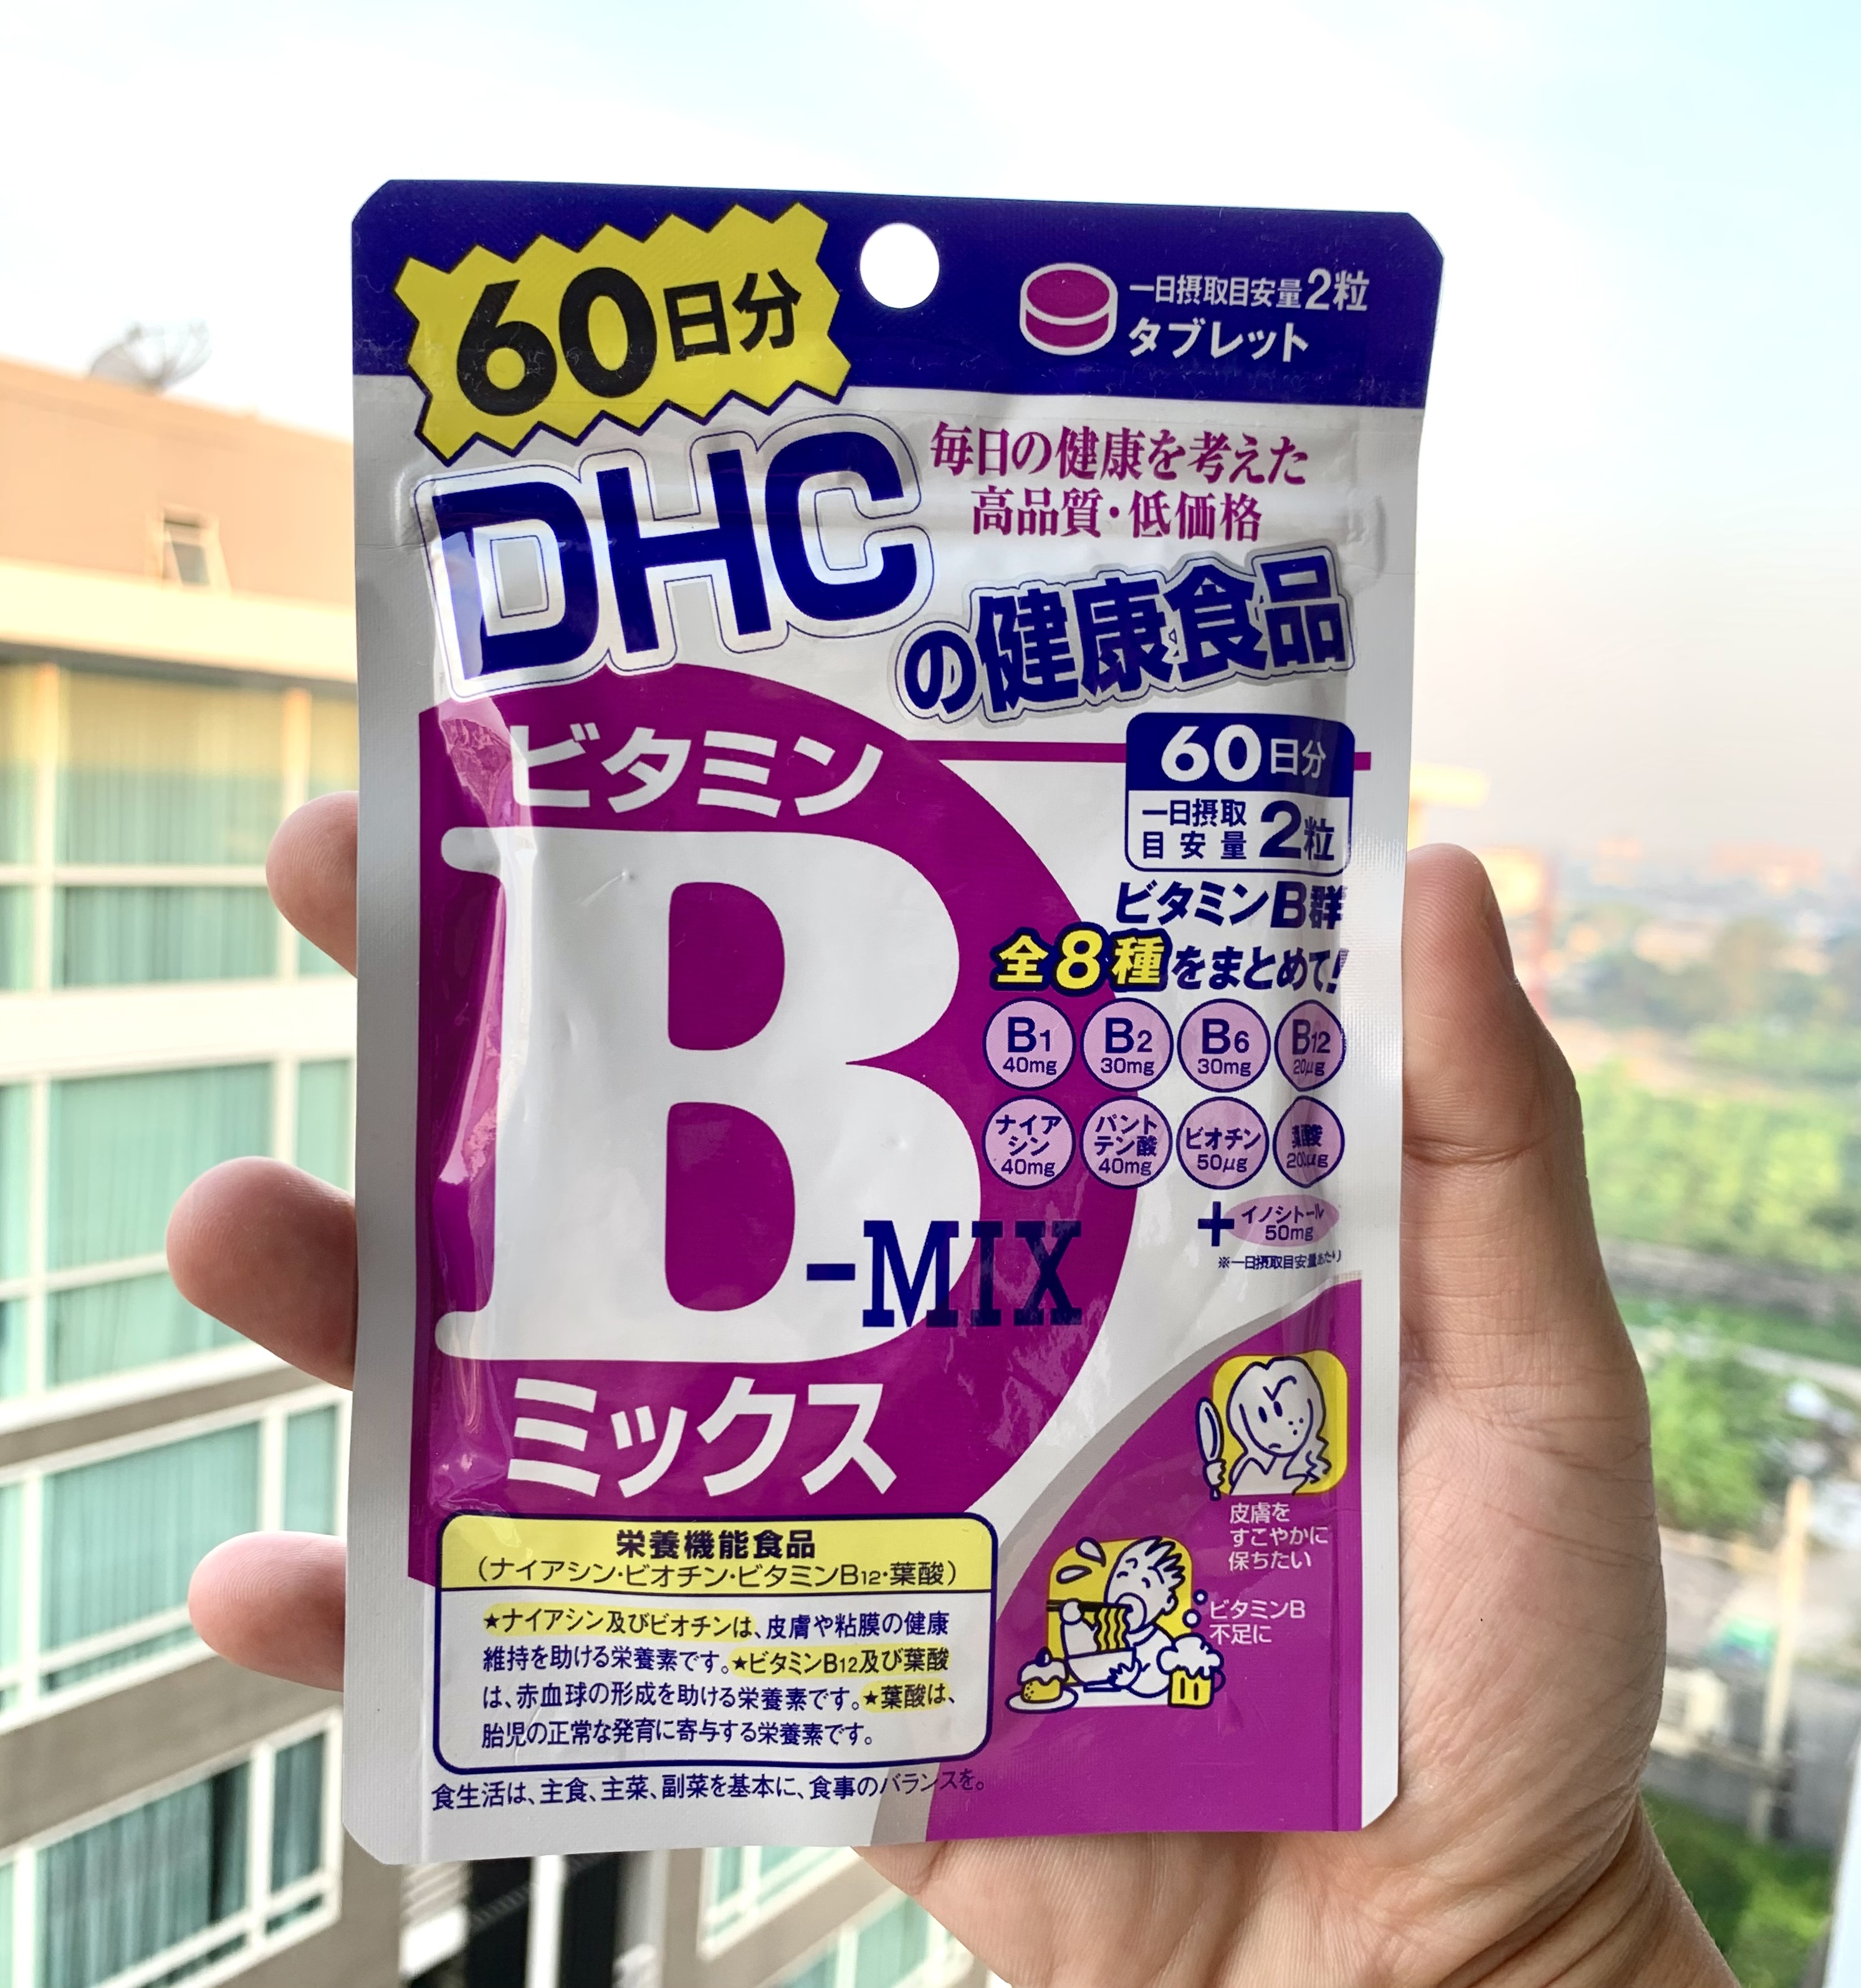 60日分
一日摂取目安量2粒
タブレット
DHC
毎日の健康を考えた
高品質・低価格
の健康食品
ビタミン
B
-MIX
ミックス
60日分
一日摂取
目安量 2粒
ビタミンB群
全8種をまとめて!
B1 40mg
B2 30mg
B6 30mg
B12 20μg
ナイア
シン
40mg
パント
テン酸
40mg
ビオチン
50μg
葉酸
200μg
+イノシトール
50mg
※一日摂取目安量あたり
皮膚を
すこやかに
保ちたい
ビタミンB
不足に
栄養機能食品
(ナイアシン・ビオチン・ビタミンB12・葉酸)
★ナイアシン及びビオチンは、皮膚や粘膜の健康
維持を助ける栄養素です。★ビタミンB12及び葉酸
は、赤血球の形成を助ける栄養素です。★葉酸は、
胎児の正常な発育に寄与する栄養素です。
食生活は、主食、主菜、副菜を基本に、食事のバランスを。